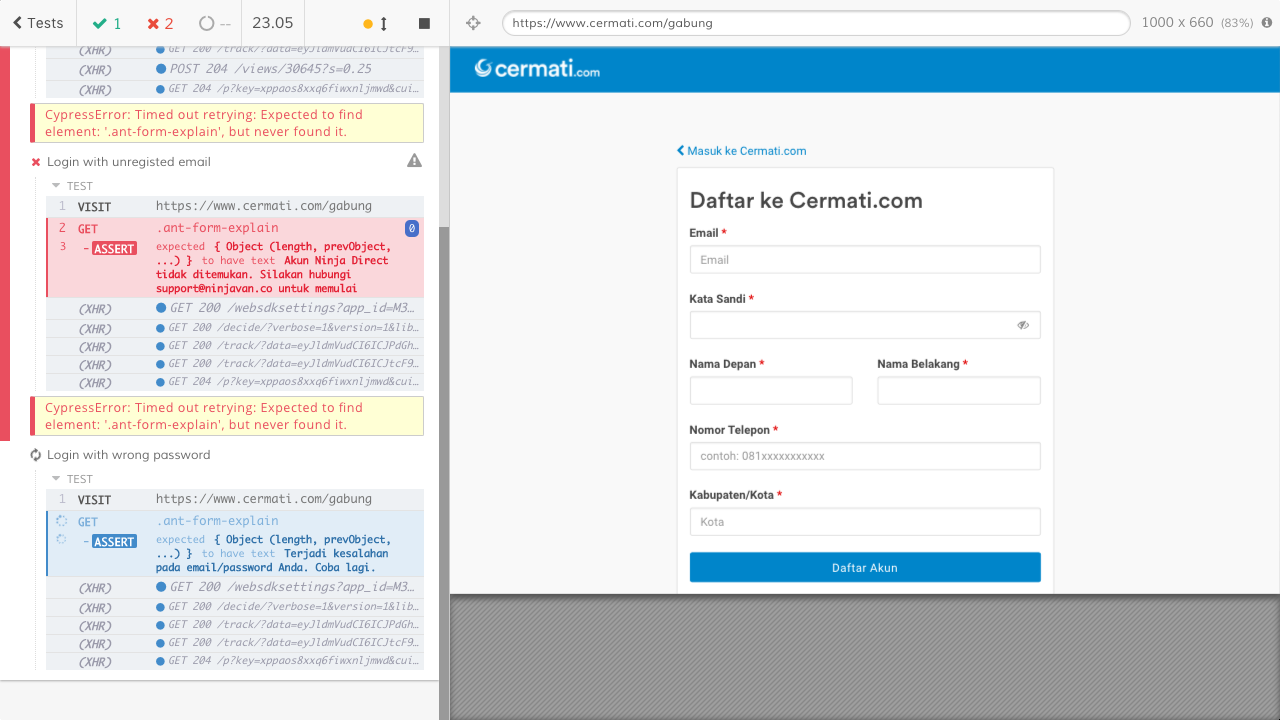 Tests
1
2
--
23.05
https://www.cermati.com/gabung
1000 x 660 (83%)
(XHR) GET 200 /track/?data=eyJldmVudCI6ICJtcF9…
(XHR) POST 204 /views/30645?s=0.25
(XHR) GET 204 /p?key=xppaos8xxq6fiwxnljmwd&cui…
CypressError: Timed out retrying: Expected to find
element: '.ant-form-explain', but never found it.
Login with unregisted email
TEST
1 VISIT https://www.cermati.com/gabung
2 GET .ant-form-explain 0
3 - ASSERT expected { Object (length, prevObject,
...) } to have text Akun Ninja Direct
tidak ditemukan. Silakan hubungi
support@ninjavan.co untuk memulai
(XHR) GET 200 /websdksettings?app_id=M3…
(XHR) GET 200 /decide/?verbose=1&version=1&lib…
(XHR) GET 200 /track/?data=eyJldmVudCI6ICJPdGh…
(XHR) GET 200 /track/?data=eyJldmVudCI6ICJtcF9…
(XHR) GET 204 /p?key=xppaos8xxq6fiwxnljmwd&cui…
CypressError: Timed out retrying: Expected to find
element: '.ant-form-explain', but never found it.
Login with wrong password
TEST
1 VISIT https://www.cermati.com/gabung
GET .ant-form-explain
- ASSERT expected { Object (length, prevObject,
...) } to have text Terjadi kesalahan
pada email/password Anda. Coba lagi.
(XHR) GET 200 /websdksettings?app_id=M3…
(XHR) GET 200 /decide/?verbose=1&version=1&lib…
(XHR) GET 200 /track/?data=eyJldmVudCI6ICJPdGh…
(XHR) GET 200 /track/?data=eyJldmVudCI6ICJtcF9…
(XHR) GET 204 /p?key=xppaos8xxq6fiwxnljmwd&cui…
cermati.com
Masuk ke Cermati.com
Daftar ke Cermati.com
Email *
Email
Kata Sandi *
Nama Depan * Nama Belakang *
Nomor Telepon *
contoh: 081xxxxxxxxxxx
Kabupaten/Kota *
Kota
Daftar Akun